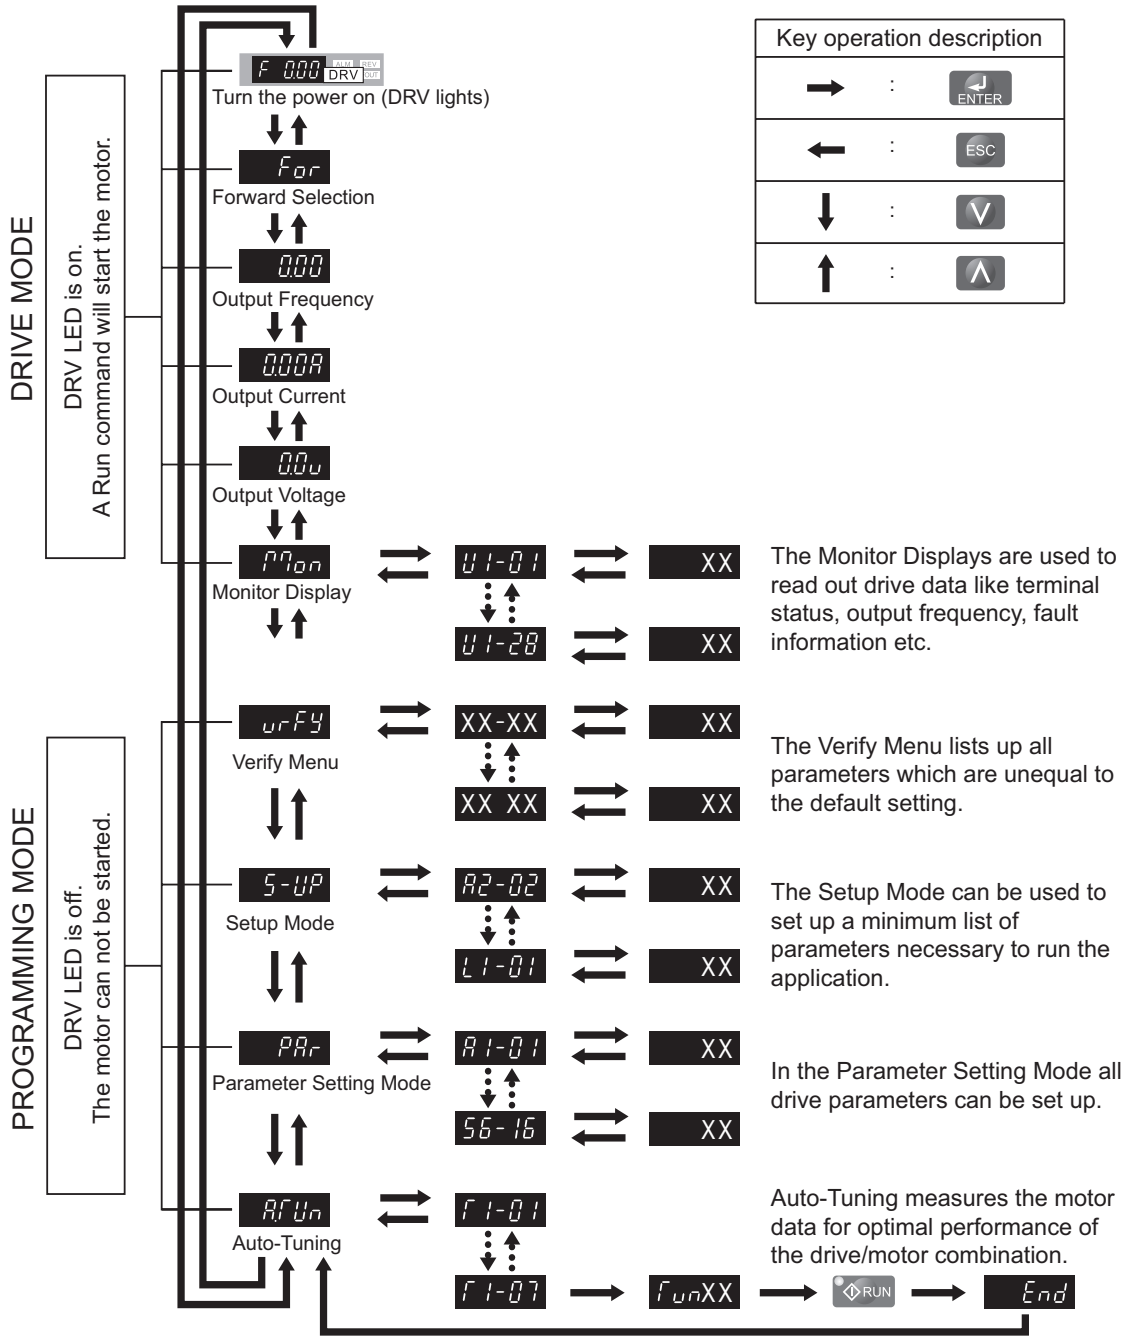 Key operation description
→ : ENTER
← : ESC
↓ : V
↑ : Λ
DRIVE MODE
DRV LED is on.
A Run command will start the motor.
F 0.00 ALM REV DRV OUT
Turn the power on (DRV lights)
For
Forward Selection
0.00
Output Frequency
0.00A
Output Current
0.0v
Output Voltage
Mon U1-01 XX
Monitor Display
U1-28 XX
The Monitor Displays are used to
read out drive data like terminal
status, output frequency, fault
information etc.
PROGRAMMING MODE
DRV LED is off.
The motor can not be started.
vrFY XX-XX XX
Verify Menu
XX XX XX
The Verify Menu lists up all
parameters which are unequal to
the default setting.
S-UP A2-02 XX
Setup Mode
L1-01 XX
The Setup Mode can be used to
set up a minimum list of
parameters necessary to run the
application.
PAr A1-01 XX
Parameter Setting Mode
S6-16 XX
In the Parameter Setting Mode all
drive parameters can be set up.
A.TUn T1-01
Auto-Tuning
Auto-Tuning measures the motor
data for optimal performance of
the drive/motor combination.
T1-07 TunXX RUN End